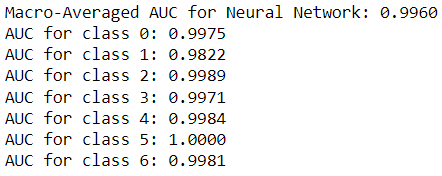 Macro-Averaged AUC for Neural Network: 0.9960
AUC for class 0: 0.9975
AUC for class 1: 0.9822
AUC for class 2: 0.9989
AUC for class 3: 0.9971
AUC for class 4: 0.9984
AUC for class 5: 1.0000
AUC for class 6: 0.9981